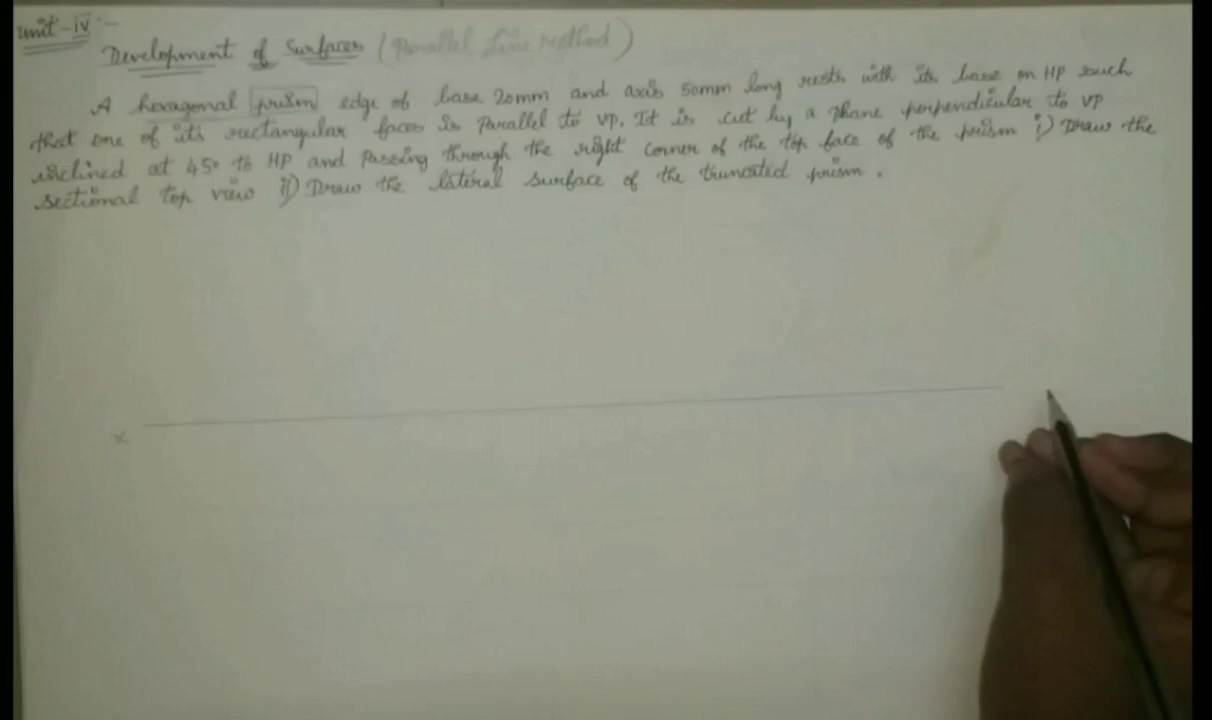 Unit - iv :-
Development of Surfaces (Parallel Line Method)
A hexagonal prism edge of base 20mm and axis 50mm long rests with its base on HP such
that one of its rectangular faces is Parallel to VP. It is cut by a Plane perpendicular to VP
inclined at 45° to HP and Passing through the right corner of the top face of the prism i) Draw the
sectional top view ii) Draw the lateral surface of the truncated prism.
x